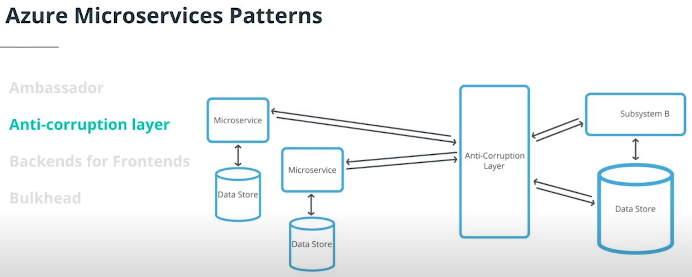 Azure Microservices Patterns
Ambassador
Anti-corruption layer
Backends for Frontends
Bulkhead
Microservice
Data Store
Microservice
Data Store
Anti-Corruption
Layer
Subsystem B
Data Store